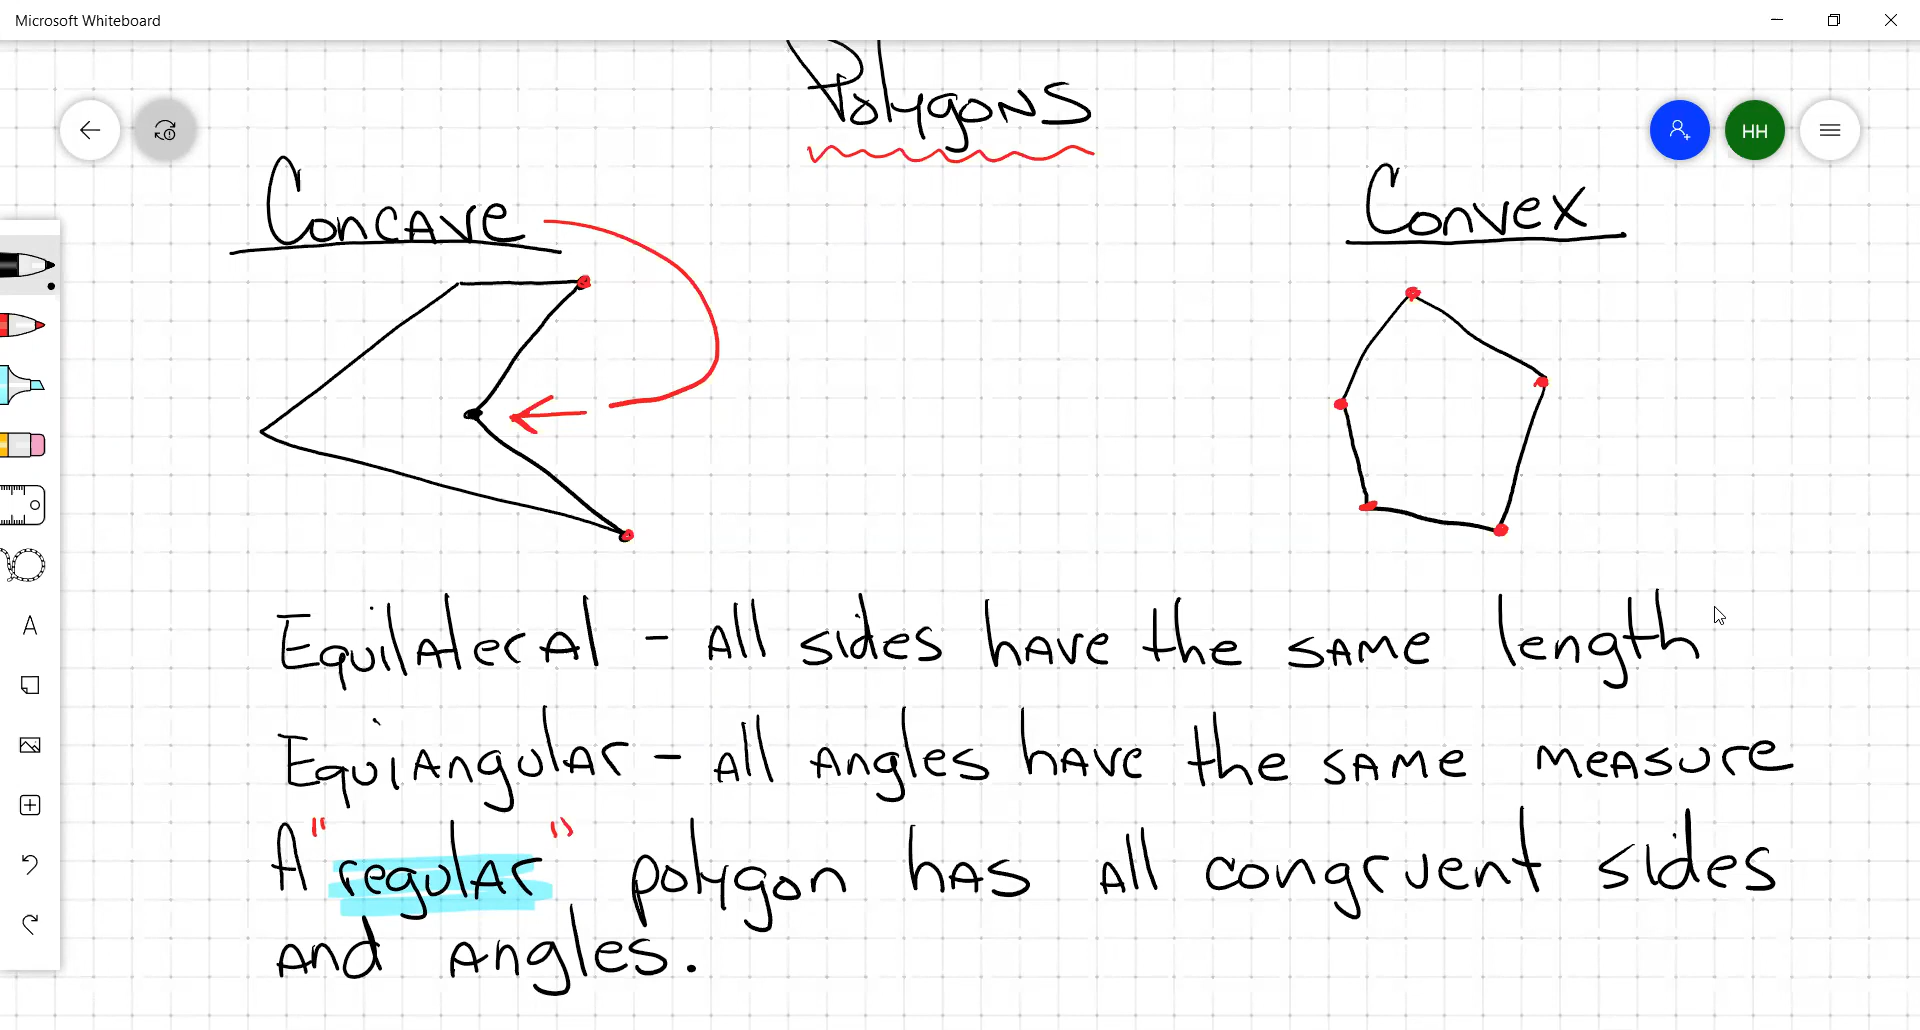 Microsoft Whiteboard
Polygons
HH
Concave
Convex
A
Equilateral - All sides have the same length
Equiangular - All angles have the same measure
A "regular" polygon has all congruent sides
and angles.